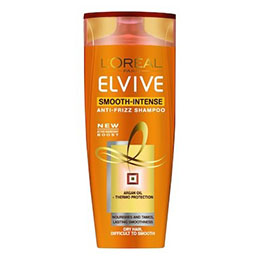 L'OREAL
PARIS
ELVIVE
SMOOTH-INTENSE
ANTI-FRIZZ SHAMPOO
NEW
BOOST
ARGAN OIL
+ THERMO PROTECTION
NOURISHES AND TAMES,
LASTING SMOOTHNESS
DRY HAIR,
DIFFICULT TO SMOOTH